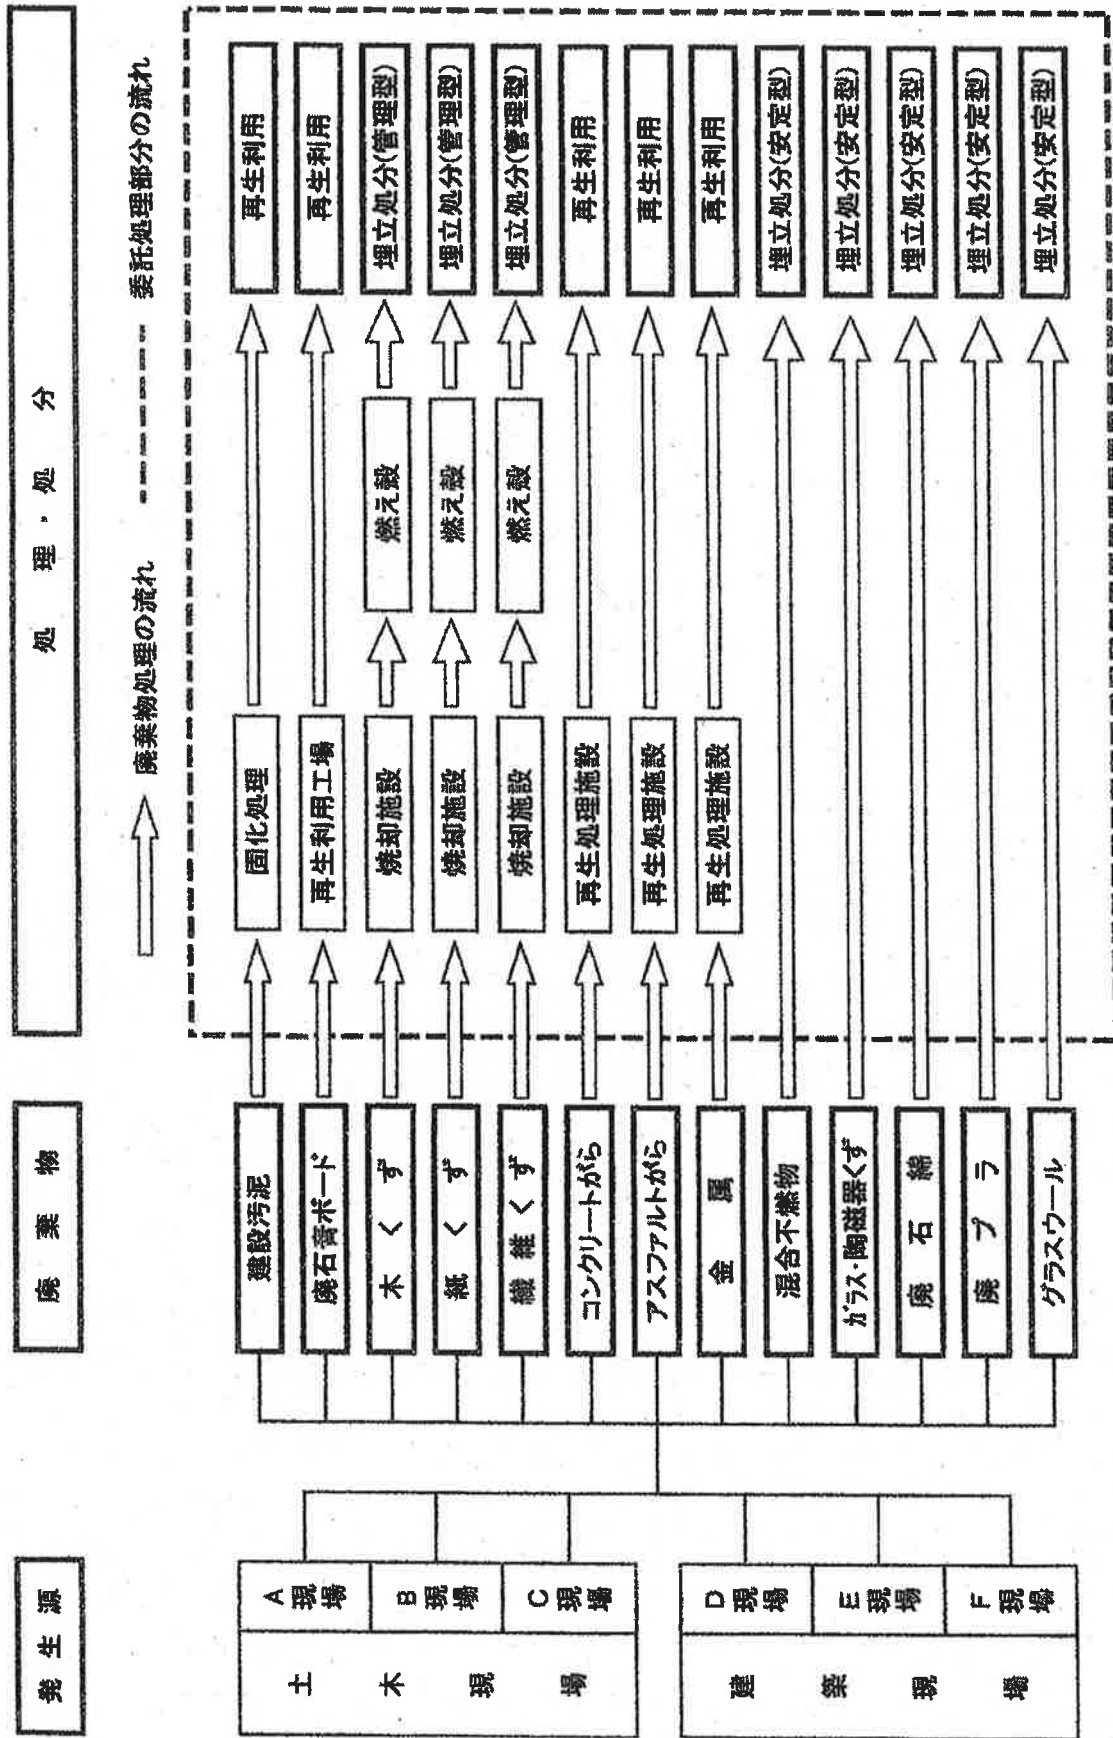 発生源
廃棄物
処理・処分
廃棄物処理の流れ
委託処理部分の流れ
土木現場
A現場
B現場
C現場
建築現場
D現場
E現場
F現場
建設汚泥
固化処理
再生利用
廃石膏ボード
再生利用工場
再生利用
木くず
焼却施設
燃え殻
埋立処分(管理型)
紙くず
焼却施設
燃え殻
埋立処分(管理型)
繊維くず
焼却施設
燃え殻
埋立処分(管理型)
コンクリートがら
再生処理施設
再生利用
アスファルトがら
再生処理施設
再生利用
金属
再生処理施設
再生利用
混合不燃物
埋立処分(安定型)
ガラス・陶磁器くず
埋立処分(安定型)
廃石綿
埋立処分(安定型)
廃プラ
埋立処分(安定型)
グラスウール
埋立処分(安定型)